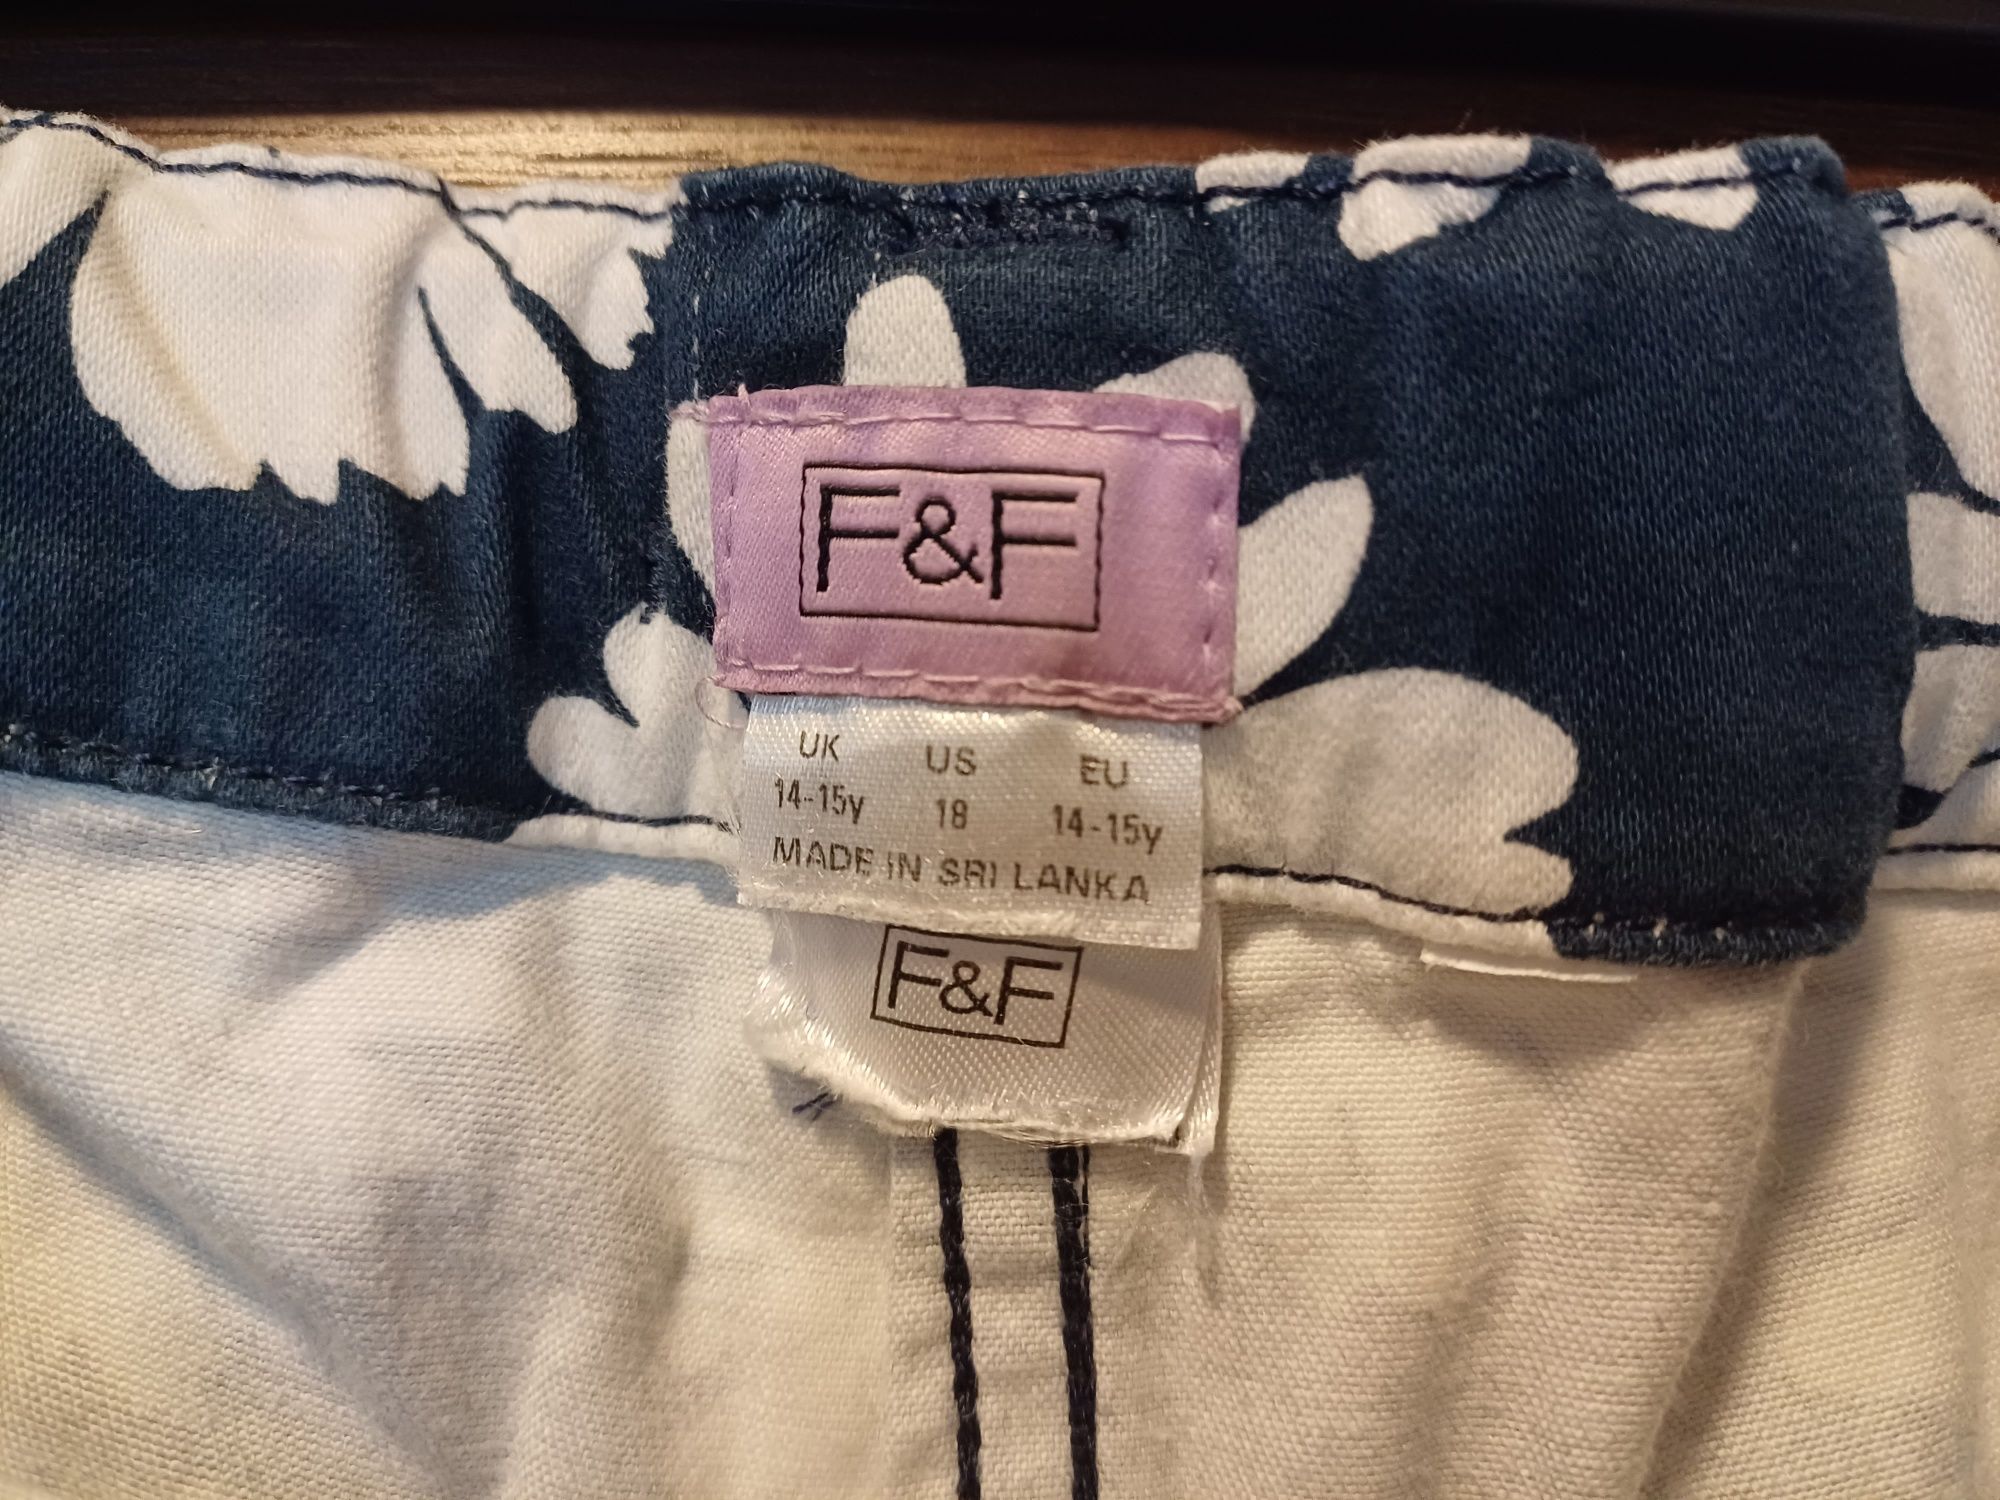 F&F
UK US EU
14-15y 18 14-15y
MADE IN SRI LANKA
F&F